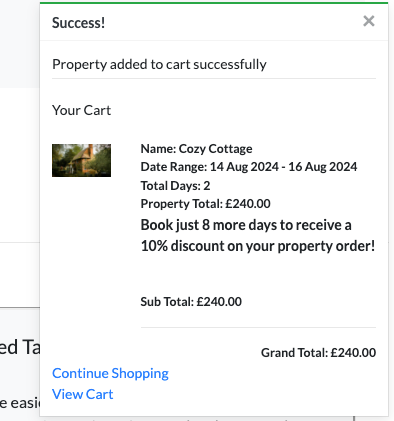 Success!
×
Property added to cart successfully
Your Cart
Name: Cozy Cottage
Date Range: 14 Aug 2024 - 16 Aug 2024
Total Days: 2
Property Total: £240.00
Book just 8 more days to receive a
10% discount on your property order!
Sub Total: £240.00
Grand Total: £240.00
ed Ta
Continue Shopping
View Cart
e easi